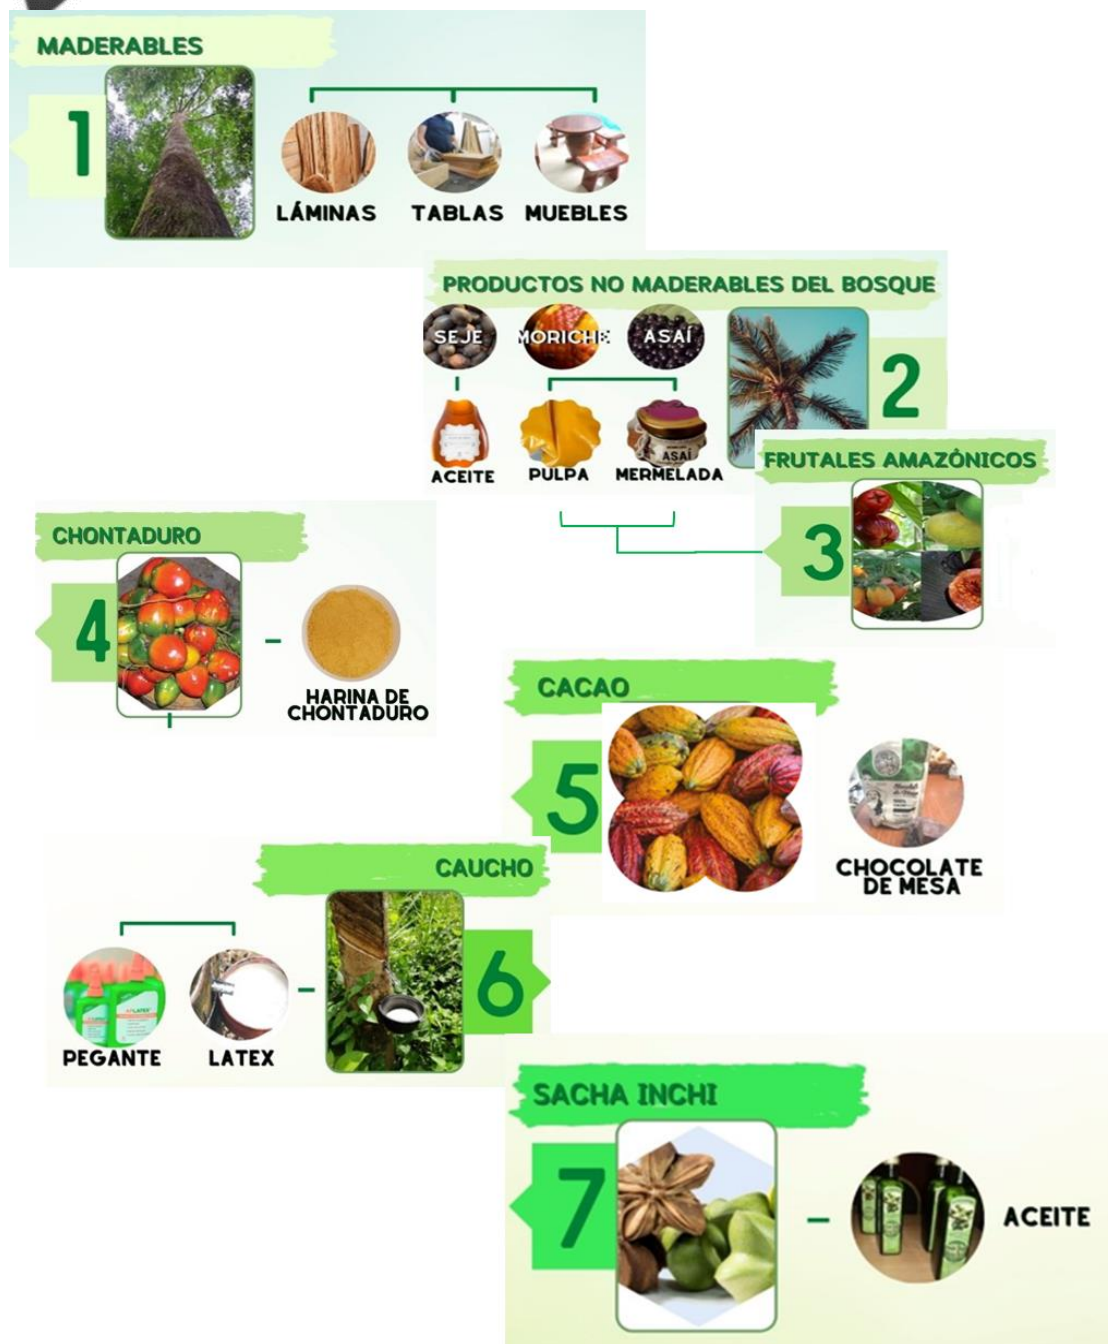 MADERABLES
1
LÁMINAS TABLAS MUEBLES
PRODUCTOS NO MADERABLES DEL BOSQUE
SEJE MORICHE ASAÍ
2
ASAÍ
ACEITE PULPA MERMELADA
FRUTALES AMAZÓNICOS
3
CHONTADURO
4
HARINA DE
CHONTADURO
CACAO
5
CHOCOLATE
DE MESA
CAUCHO
6
PEGANTE LATEX
SACHA INCHI
7
ACEITE